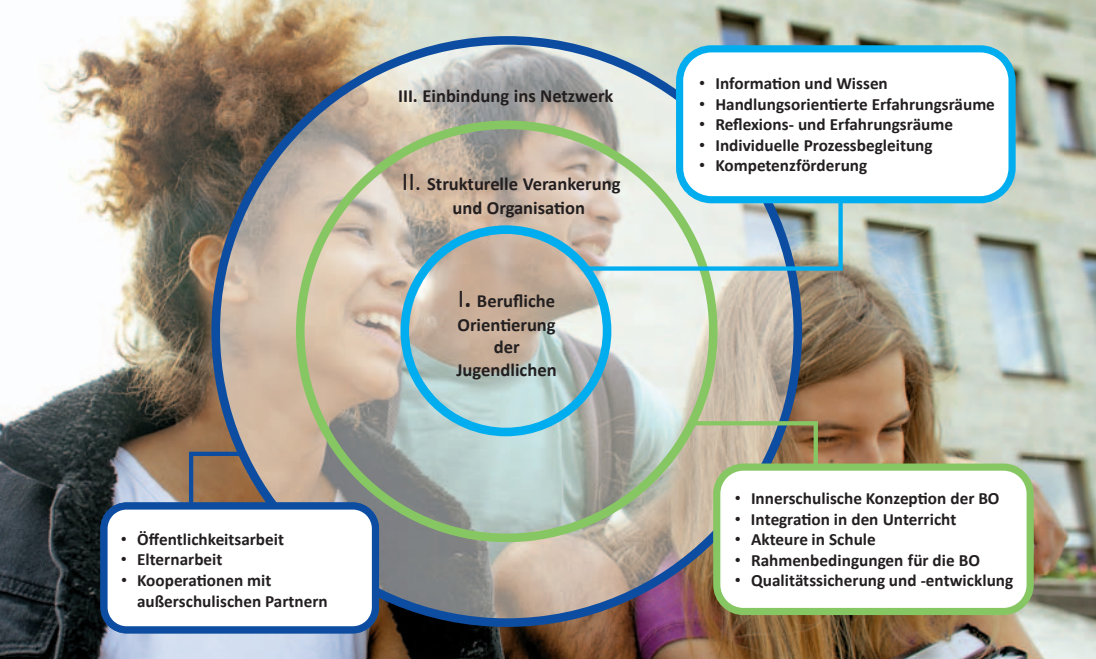 III. Einbindung ins Netzwerk
II. Strukturelle Verankerung
und Organisation
I. Berufliche
Orientierung
der
Jugendlichen
• Information und Wissen
• Handlungsorientierte Erfahrungsräume
• Reflexions- und Erfahrungsräume
• Individuelle Prozessbegleitung
• Kompetenzförderung
• Öffentlichkeitsarbeit
• Elternarbeit
• Kooperationen mit
außerschulischen Partnern
• Innerschulische Konzeption der BO
• Integration in den Unterricht
• Akteure in Schule
• Rahmenbedingungen für die BO
• Qualitätssicherung und -entwicklung